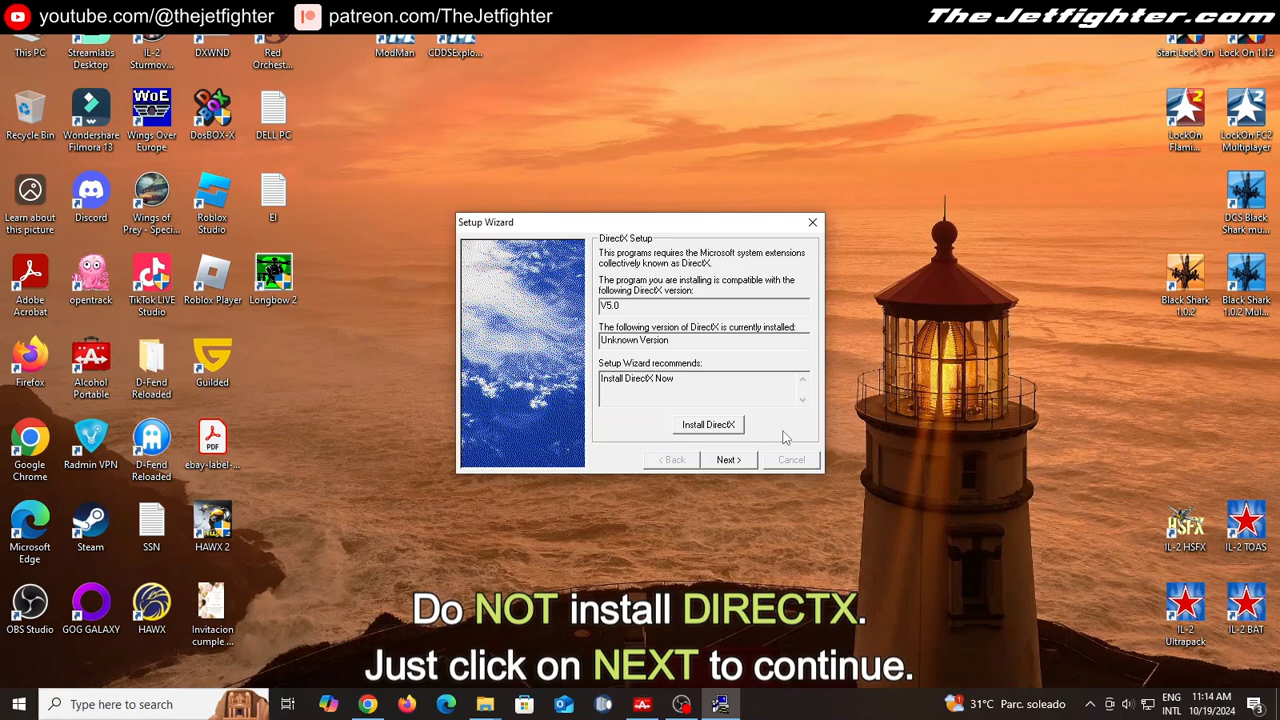 youtube.com/@thejetfighter
patreon.com/TheJetfighter
TheJetfighter.com
This PC
Streamlabs
Desktop
IL-2
Sturmov...
DXWND
Red
Orchest...
ModMan
CDDSExplo...
Start Lock On
Lock On 1.12
Recycle Bin
Wondershare
Filmora 13
WoE
Wings Over
Europe
DosBOX-X
DELL PC
LockOn
Flami...
LockOn FC2
Multiplayer
Learn about
this picture
Discord
Wings of
Prey - Speci...
Roblox
Studio
EI
DCS Black
Shark mu...
Adobe
Acrobat
opentrack
TikTok LIVE
Studio
Roblox Player
Longbow 2
Black Shark
1.0.2
Black Shark
1.0.2 Mul...
Firefox
Alcohol
Portable
D-Fend
Reloaded
Guilded
Google
Chrome
Radmin VPN
D-Fend
Reloaded
PDF
ebay-label-...
Microsoft
Edge
Steam
SSN
HAWX 2
HSFX
IL-2 HSFX
IL-2 TOAS
OBS Studio
GOG GALAXY
HAWX
Invitacion
cumple ...
IL-2
Ultrapack
IL-2 BAT
Setup Wizard
DirectX Setup
This programs requires the Microsoft system extensions
collectively known as DirectX.
The program you are installing is compatible with the
following DirectX version:
V5.0
The following version of DirectX is currently installed:
Unknown Version
Setup Wizard recommends:
Install DirectX Now
Install DirectX
< Back
Next >
Cancel
Do NOT install DIRECTX.
Just click on NEXT to continue.
Type here to search
31°C Parc. soleado
ENG
INTL
11:14 AM
10/19/2024
3